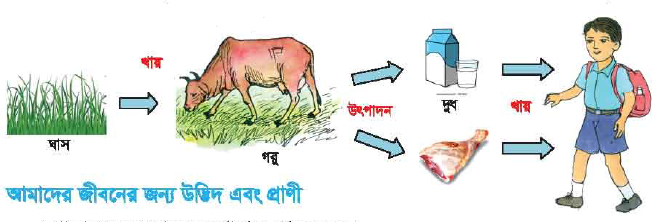 খায়
উৎপাদন
দুধ
খায়
ঘাস
গরু
আমাদের জীবনের জন্য উদ্ভিদ এবং প্রাণী